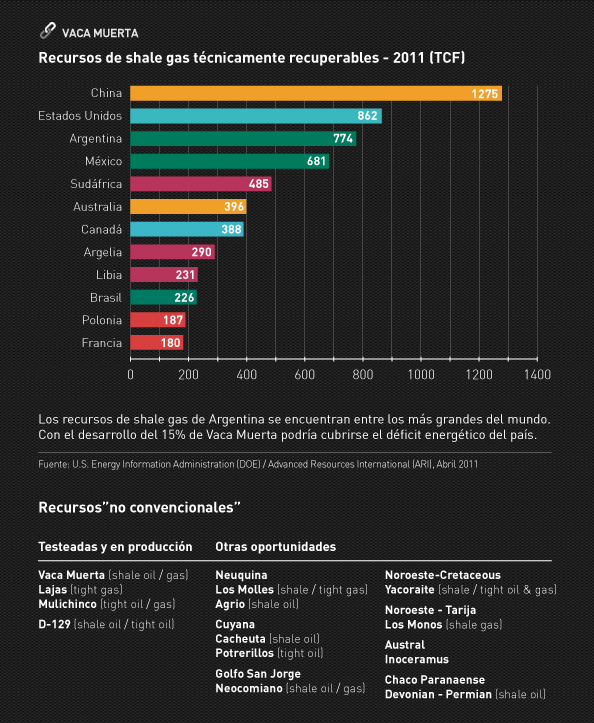 VACA MUERTA
Recursos de shale gas técnicamente recuperables - 2011 (TCF)
China 1275
Estados Unidos 862
Argentina 774
México 681
Sudáfrica 485
Australia 396
Canadá 388
Argelia 290
Libia 231
Brasil 226
Polonia 187
Francia 180
0 200 400 600 800 1000 1200 1400
Los recursos de shale gas de Argentina se encuentran entre los más grandes del mundo.
Con el desarrollo del 15% de Vaca Muerta podría cubrirse el déficit energético del país.
Fuente: U.S. Energy Information Administration (DOE) / Advanced Resources International (ARI), Abril 2011
Recursos”no convencionales”
Testeadas y en producción
Vaca Muerta (shale oil / gas)
Lajas (tight gas)
Mulichinco (tight oil / gas)
D-129 (shale oil / tight oil)
Otras oportunidades
Neuquina
Los Molles (shale / tight gas)
Agrio (shale oil)
Cuyana
Cacheuta (shale oil)
Potrerillos (tight oil)
Golfo San Jorge
Neocomiano (shale oil / gas)
Noroeste-Cretaceous
Yacoraite (shale / tight oil & gas)
Noroeste - Tarija
Los Monos (shale gas)
Austral
Inoceramus
Chaco Paranaense
Devonian - Permian (shale oil)